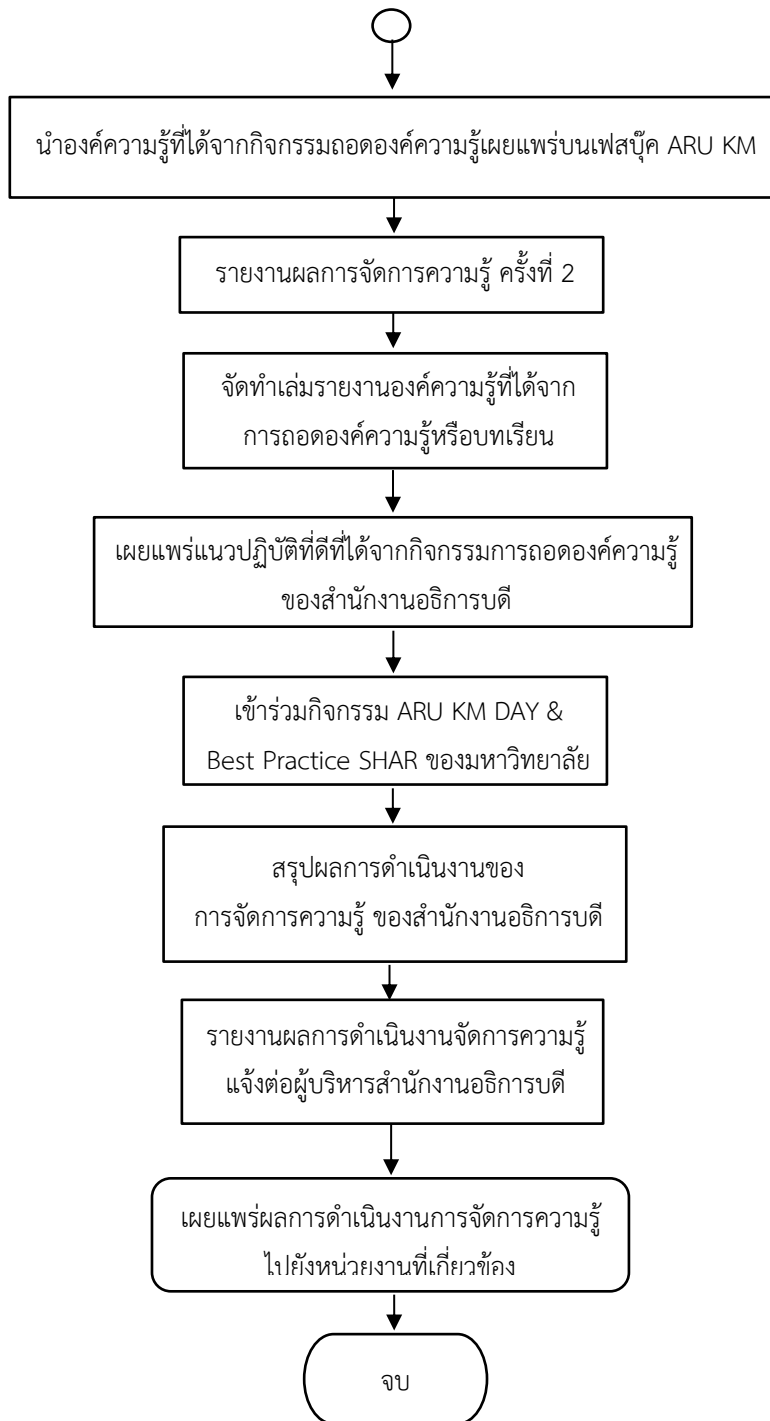 นำองค์ความรู้ที่ได้จากกิจกรรมถอดองค์ความรู้เผยแพร่บนเฟสบุ๊ค ARU KM
รายงานผลการจัดการความรู้ ครั้งที่ 2
จัดทำเล่มรายงานองค์ความรู้ที่ได้จาก
การถอดองค์ความรู้หรือบทเรียน
เผยแพร่แนวปฏิบัติที่ดีที่ได้จากกิจกรรมการถอดองค์ความรู้
ของสำนักงานอธิการบดี
เข้าร่วมกิจกรรม ARU KM DAY &
Best Practice SHAR ของมหาวิทยาลัย
สรุปผลการดำเนินงานของ
การจัดการความรู้ ของสำนักงานอธิการบดี
รายงานผลการดำเนินงานจัดการความรู้
แจ้งต่อผู้บริหารสำนักงานอธิการบดี
เผยแพร่ผลการดำเนินงานการจัดการความรู้
ไปยังหน่วยงานที่เกี่ยวข้อง
จบ